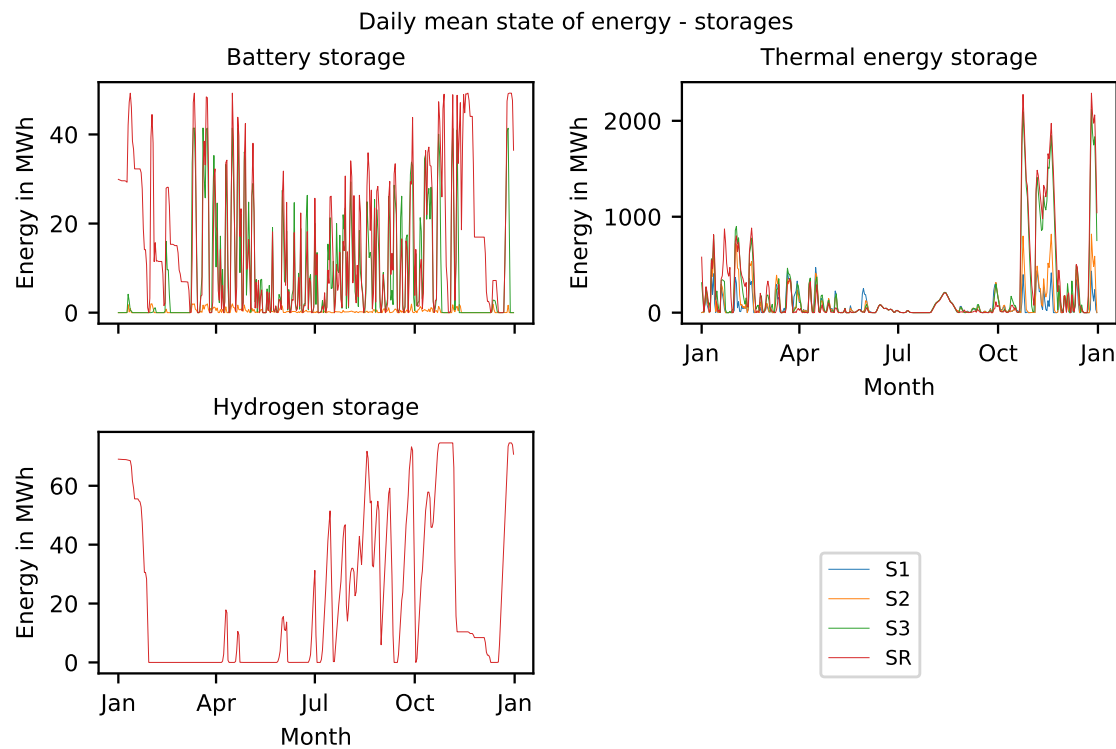 Daily mean state of energy - storages
Battery storage
Energy in MWh
40
20
0
Thermal energy storage
Energy in MWh
2000
1000
0
Jan Apr Jul Oct Jan
Month
Hydrogen storage
Energy in MWh
60
40
20
0
Jan Apr Jul Oct Jan
Month
S1
S2
S3
SR